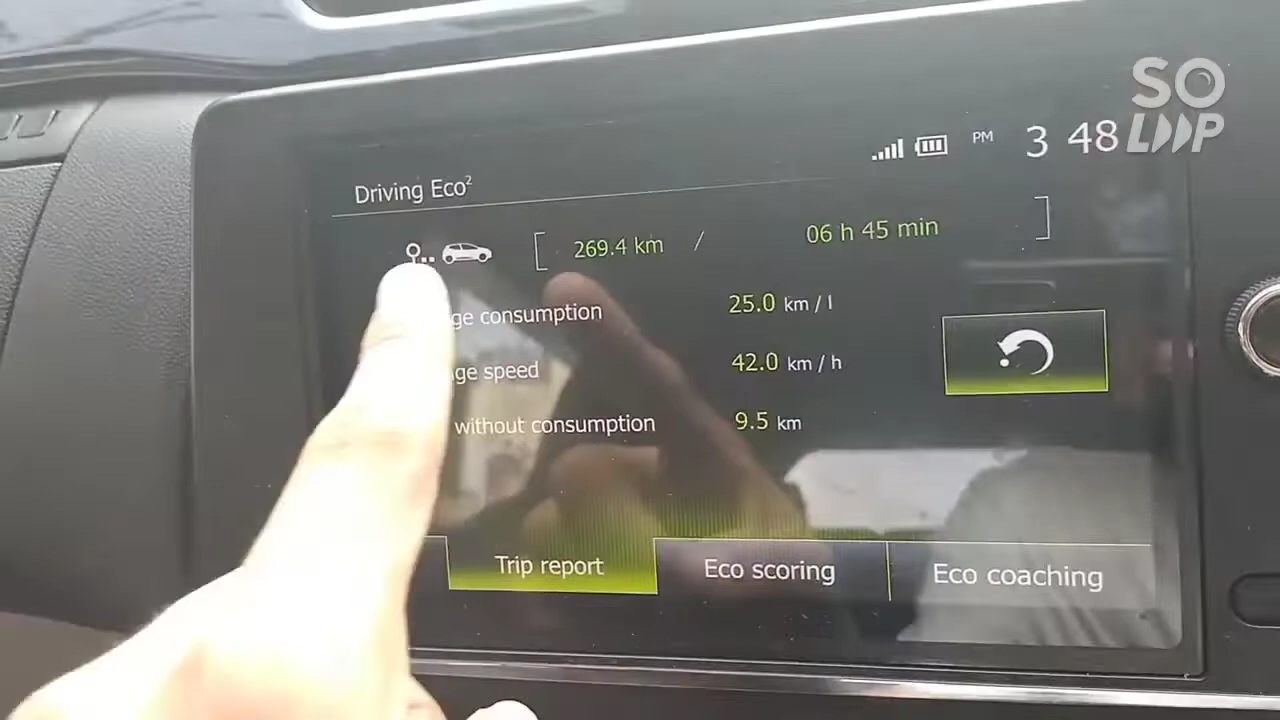 SO
LOOP
PM 3 48
Driving Eco²
[ 269.4 km / 06 h 45 min ]
ge consumption 25.0 km / l
ge speed 42.0 km / h
without consumption 9.5 km
Trip report Eco scoring Eco coaching